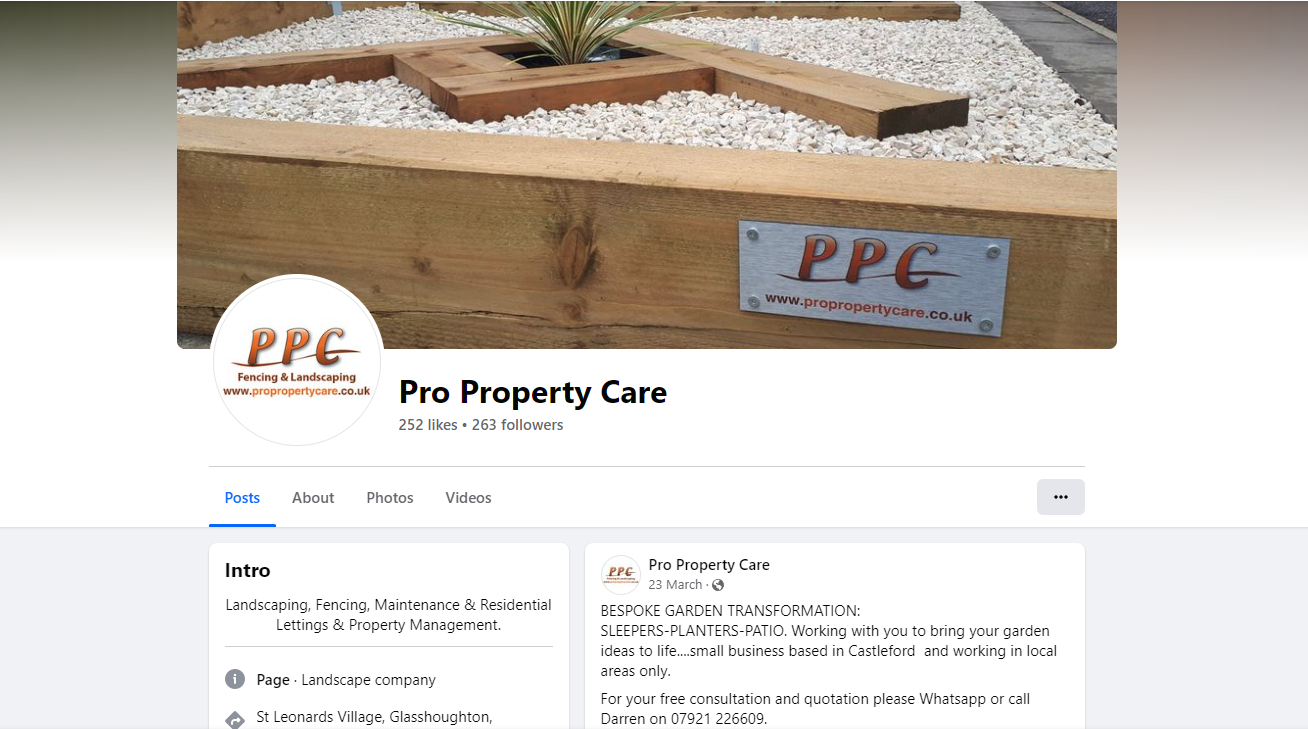 PPC
www.propropertycare.co.uk
PPC
Fencing & Landscaping
www.propropertycare.co.uk
Pro Property Care
252 likes • 263 followers
Posts
About
Photos
Videos
Intro
Landscaping, Fencing, Maintenance & Residential
Lettings & Property Management.
Page · Landscape company
St Leonards Village, Glasshoughton,
PPC
Pro Property Care
23 March ·
BESPOKE GARDEN TRANSFORMATION:
SLEEPERS-PLANTERS-PATIO. Working with you to bring your garden
ideas to life....small business based in Castleford  and working in local
areas only.
For your free consultation and quotation please Whatsapp or call
Darren on 07921 226609.